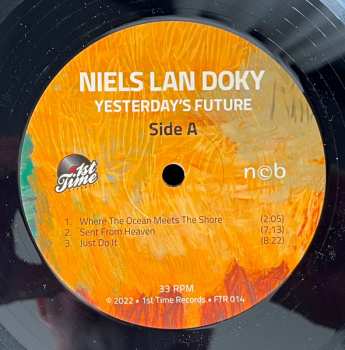 NIELS LAN DOKY
YESTERDAY'S FUTURE
Side A
1st
Time
n©b
1. Where The Ocean Meets The Shore (2:05)
2. Sent From Heaven (7,13)
3. Just Do It (8:22)
33 RPM
© 2022 • 1st Time Records • FTR 014